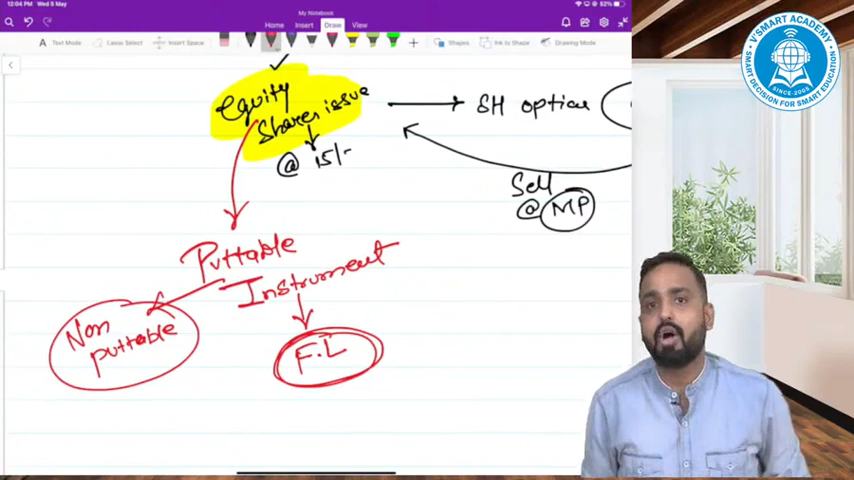 12:04 PM Wed 5 May
52%
My Notebook
Home Insert Draw View
Text Mode Lasso Select Insert Space Shapes Ink to Shape Drawing Mode
Equity
Shares issue
@ 15/-
SH option
Sell
@ MP
Puttable
Instrument
Non
puttable
F.L
V'SMART ACADEMY
SINCE-2005
SMART DECISION FOR SMART EDUCATION